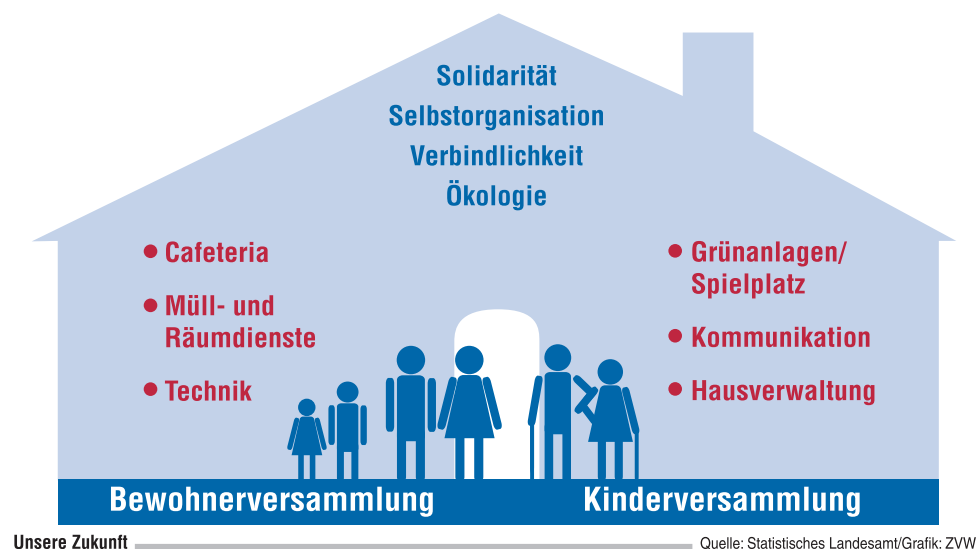 Solidarität
Selbstorganisation
Verbindlichkeit
Ökologie
• Cafeteria
• Müll- und
Räumdienste
• Technik
• Grünanlagen/
Spielplatz
• Kommunikation
• Hausverwaltung
Bewohnerversammlung
Kinderversammlung
Unsere Zukunft
Quelle: Statistisches Landesamt/Grafik: ZVW